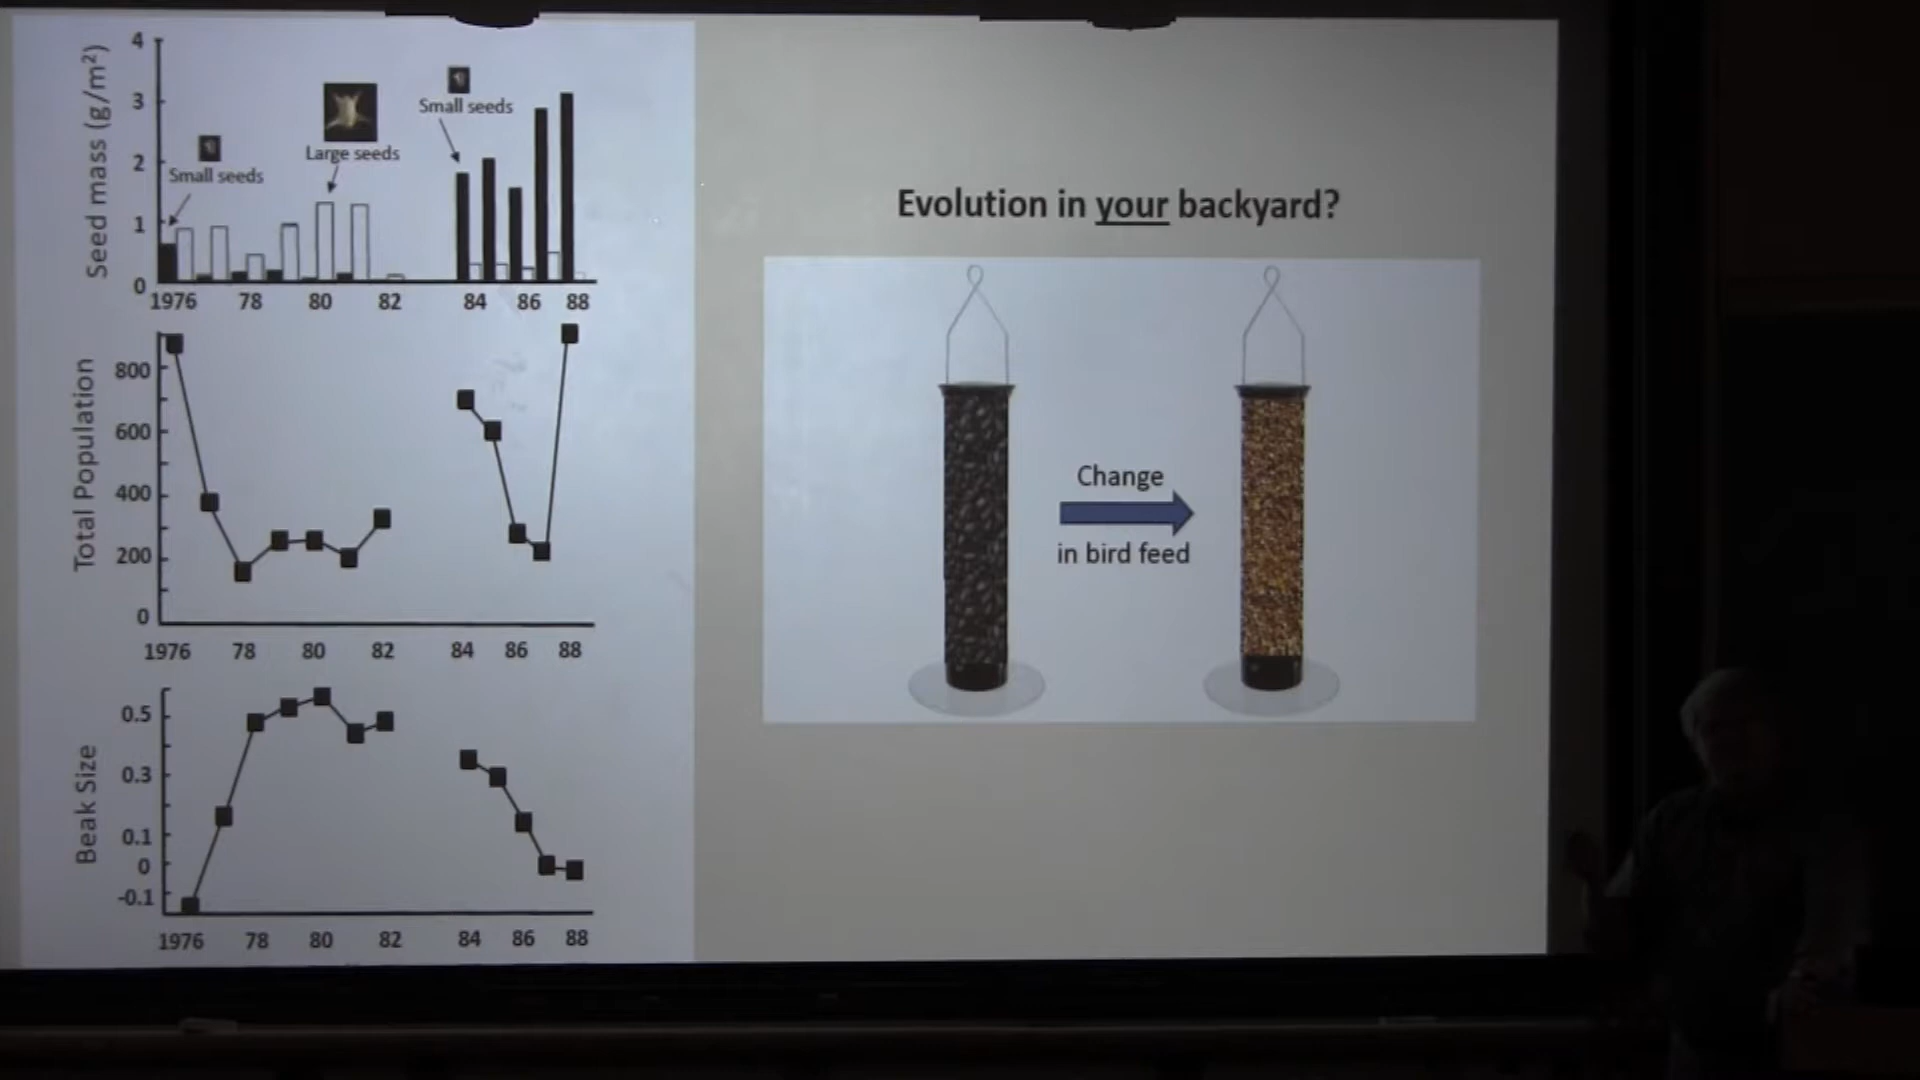 Seed mass (g/m²)
4
3
2
1
0
Small seeds
Large seeds
Small seeds
1976 78 80 82 84 86 88
Total Population
800
600
400
200
0
1976 78 80 82 84 86 88
Beak Size
0.5
0.3
0.1
0
-0.1
1976 78 80 82 84 86 88
Evolution in your backyard?
Change
in bird feed